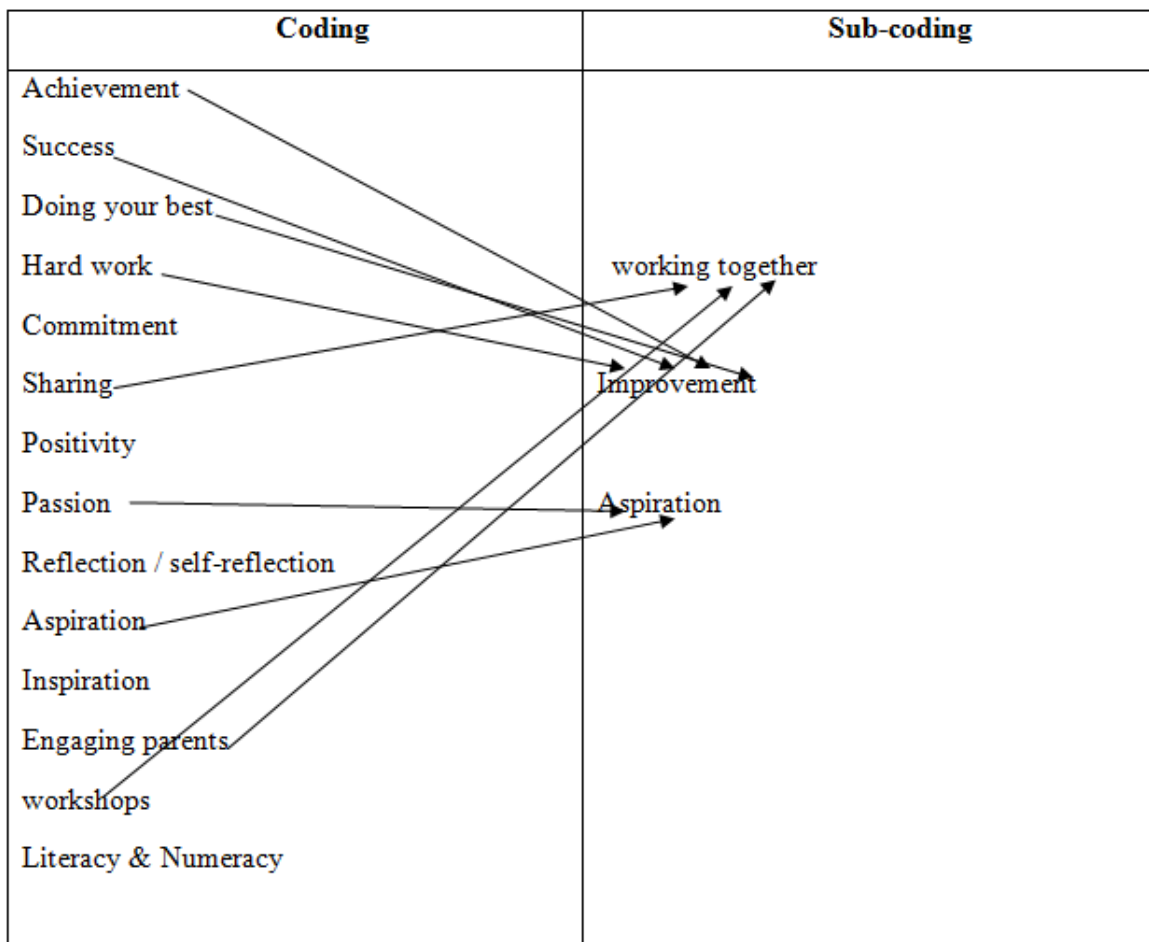 Coding
Sub-coding
Achievement
Success
Doing your best
Hard work
Commitment
Sharing
Positivity
Passion
Reflection / self-reflection
Aspiration
Inspiration
Engaging parents
workshops
Literacy & Numeracy
working together
Improvement
Aspiration